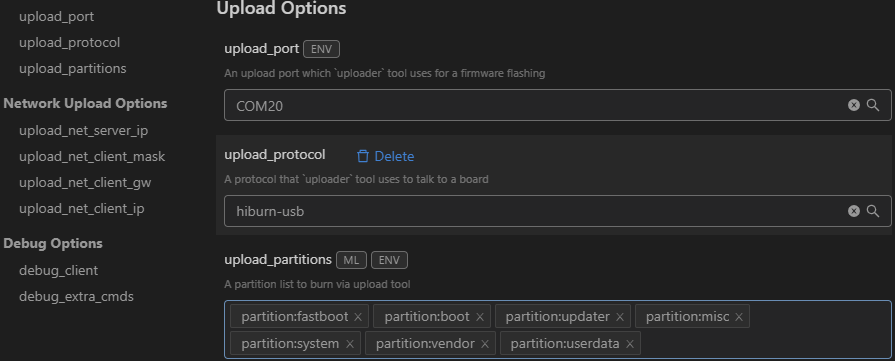 upload_port
upload_protocol
upload_partitions
Network Upload Options
upload_net_server_ip
upload_net_client_mask
upload_net_client_gw
upload_net_client_ip
Debug Options
debug_client
debug_extra_cmds
Upload Options
upload_port ENV
An upload port which `uploader` tool uses for a firmware flashing
COM20
upload_protocol Delete
A protocol that `uploader` tool uses to talk to a board
hiburn-usb
upload_partitions ML ENV
A partition list to burn via upload tool
partition:fastboot partition:boot partition:updater partition:misc
partition:system partition:vendor partition:userdata